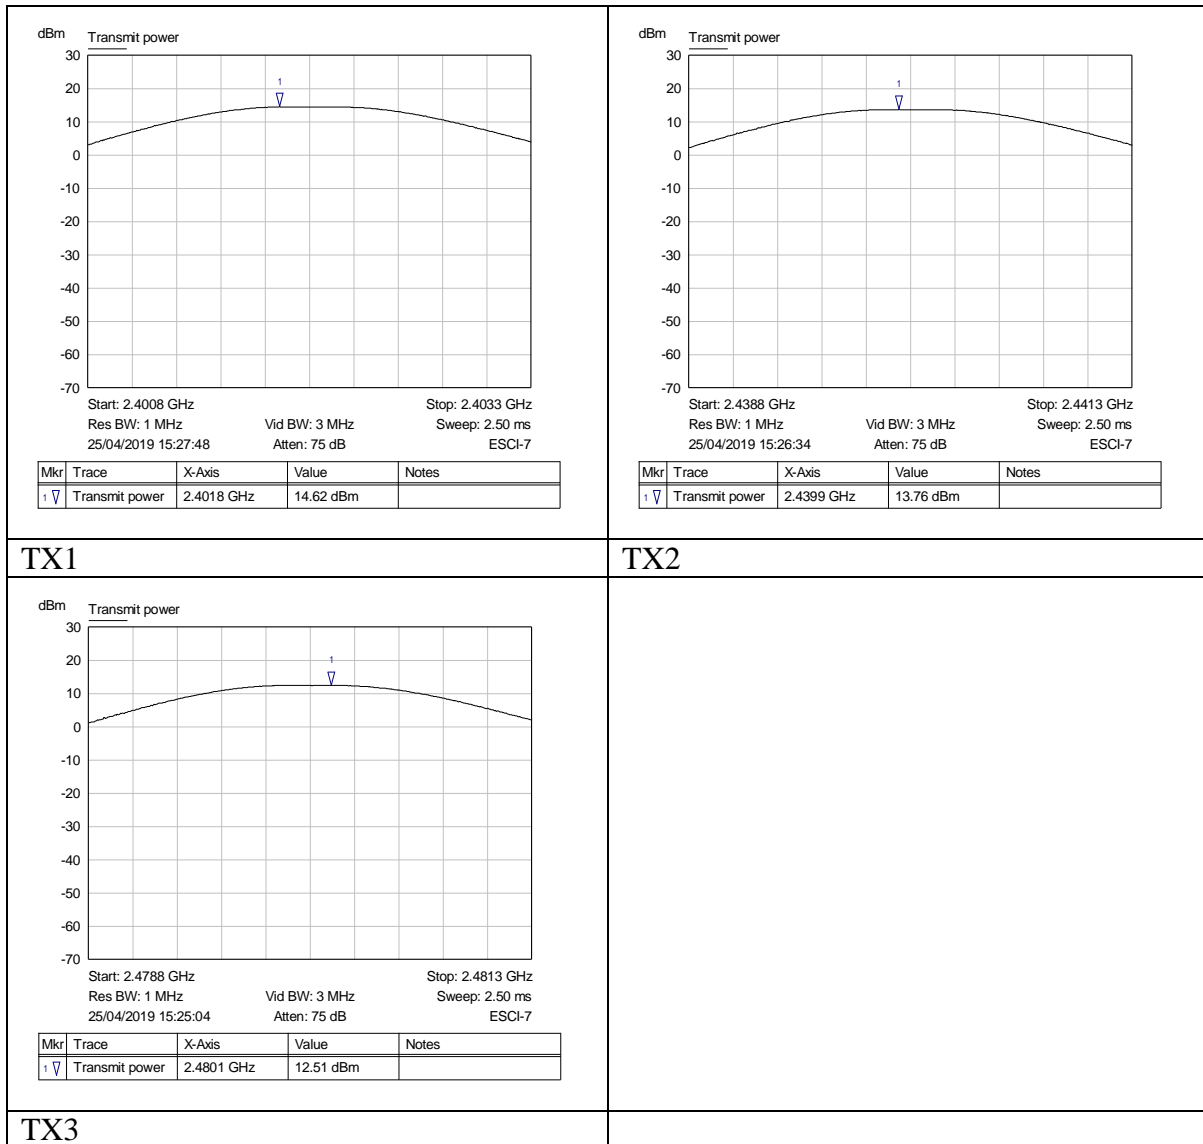 dBm Transmit power
30
1
20
10
0
-10
-20
-30
-40
-50
-60
-70
Start: 2.4008 GHz Stop: 2.4033 GHz
Res BW: 1 MHz Vid BW: 3 MHz Sweep: 2.50 ms
25/04/2019 15:27:48 Atten: 75 dB ESCI-7
Mkr Trace X-Axis Value Notes
1 Transmit power 2.4018 GHz 14.62 dBm
TX1
dBm Transmit power
30
1
20
10
0
-10
-20
-30
-40
-50
-60
-70
Start: 2.4388 GHz Stop: 2.4413 GHz
Res BW: 1 MHz Vid BW: 3 MHz Sweep: 2.50 ms
25/04/2019 15:26:34 Atten: 75 dB ESCI-7
Mkr Trace X-Axis Value Notes
1 Transmit power 2.4399 GHz 13.76 dBm
TX2
dBm Transmit power
30
1
20
10
0
-10
-20
-30
-40
-50
-60
-70
Start: 2.4788 GHz Stop: 2.4813 GHz
Res BW: 1 MHz Vid BW: 3 MHz Sweep: 2.50 ms
25/04/2019 15:25:04 Atten: 75 dB ESCI-7
Mkr Trace X-Axis Value Notes
1 Transmit power 2.4801 GHz 12.51 dBm
TX3